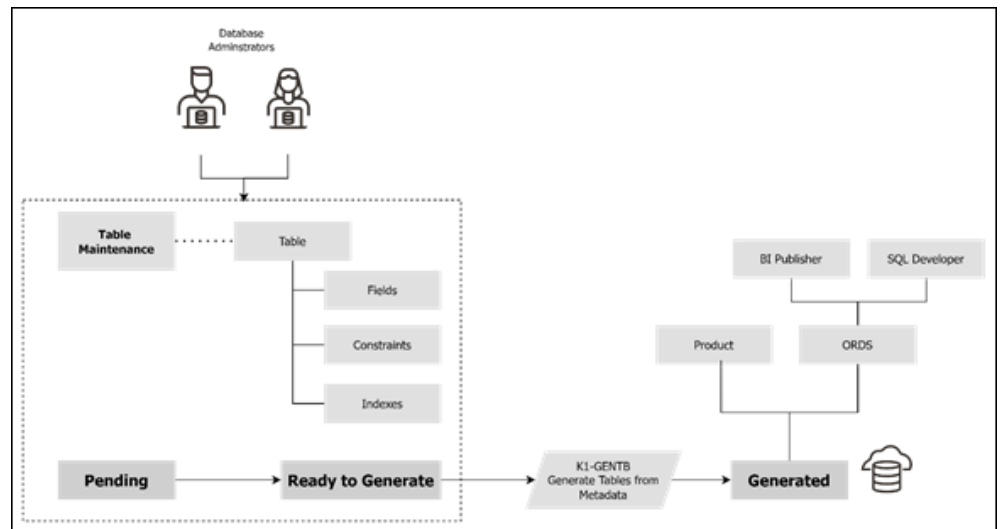 Database
Adminstrators
Table
Maintenance
Table
Fields
Constraints
Indexes
BI Publisher
SQL Developer
Product
ORDS
Pending
Ready to Generate
K1-GENTB
Generate Tables from
Metadata
Generated